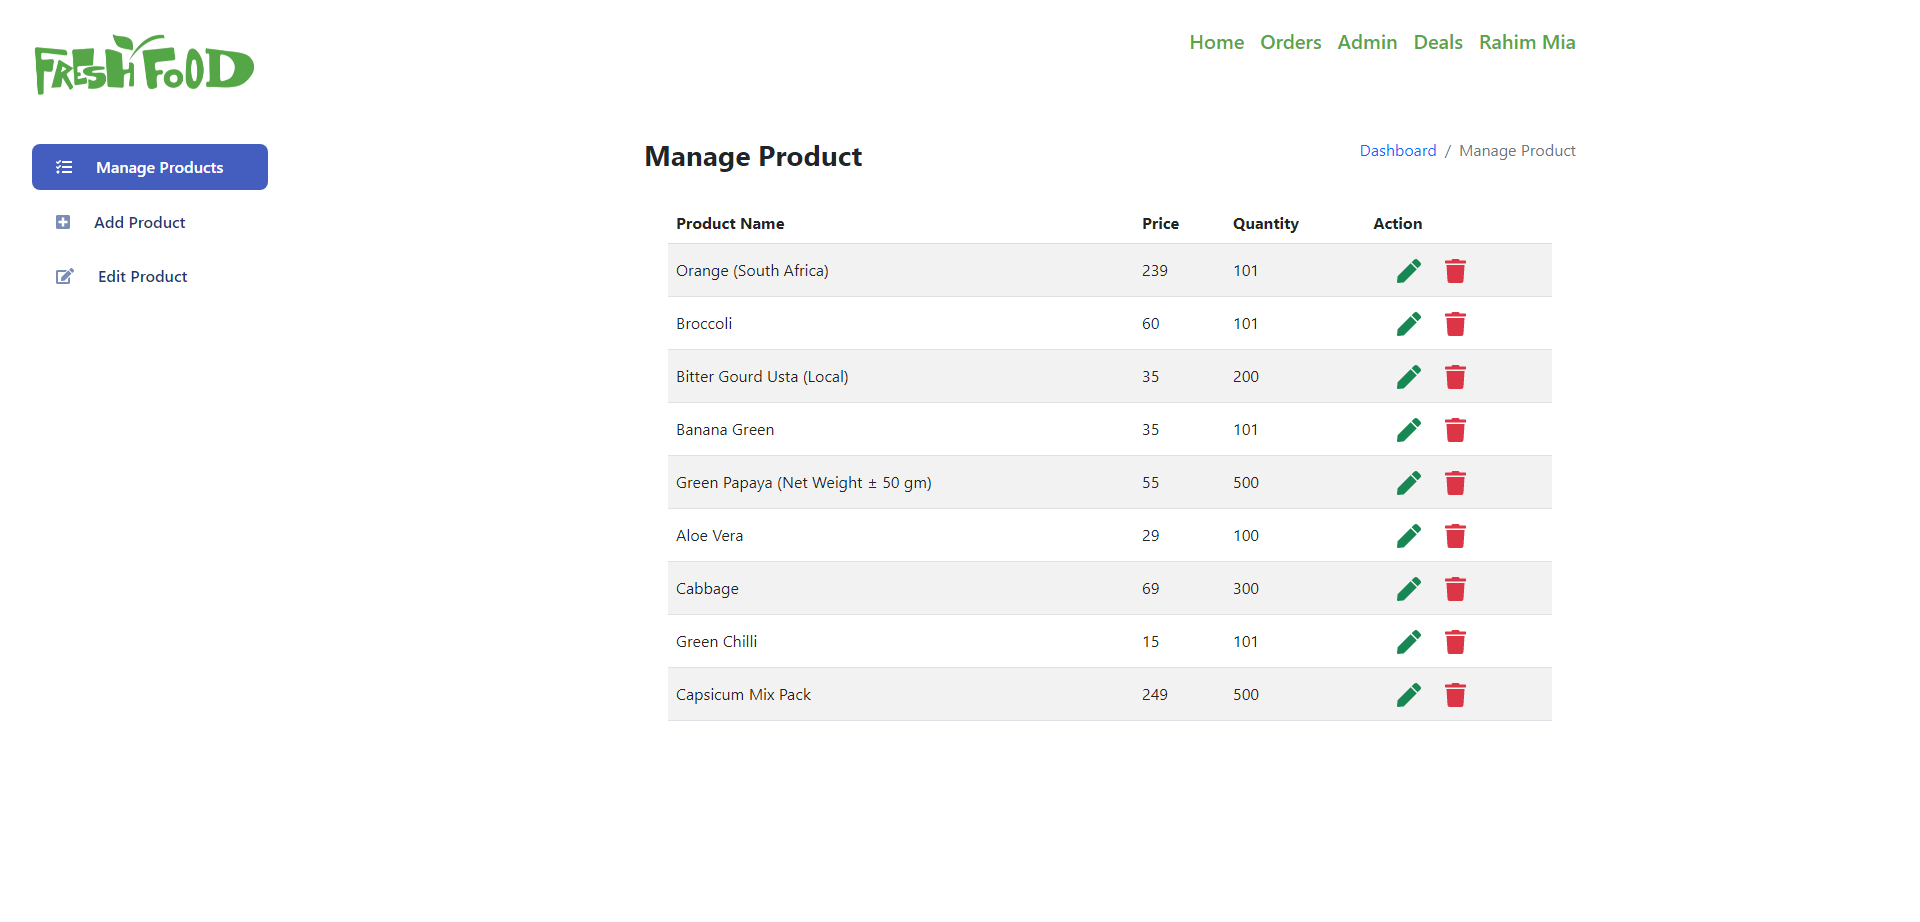 FRESH FOOD
Home Orders Admin Deals Rahim Mia
Manage Products
Add Product
Edit Product
Manage Product
Dashboard / Manage Product
Product Name Price Quantity Action
Orange (South Africa) 239 101
Broccoli 60 101
Bitter Gourd Usta (Local) 35 200
Banana Green 35 101
Green Papaya (Net Weight ± 50 gm) 55 500
Aloe Vera 29 100
Cabbage 69 300
Green Chilli 15 101
Capsicum Mix Pack 249 500